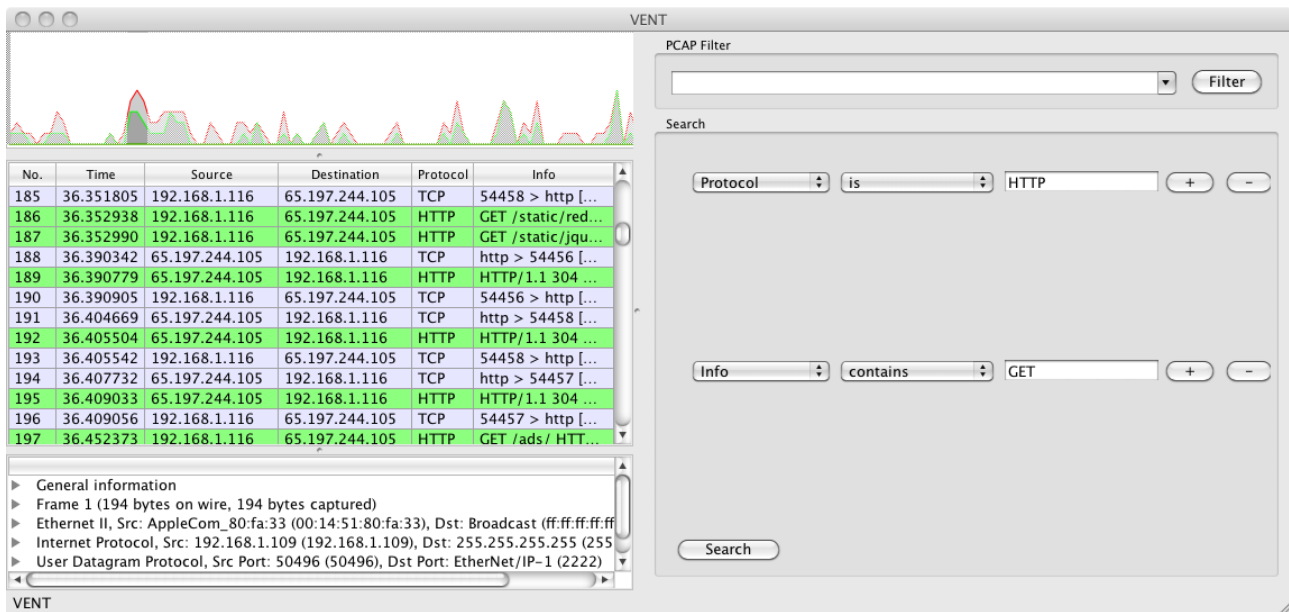 VENT
PCAP Filter
Filter
Search
Protocol is HTTP + -
Info contains GET + -
Search
No. Time Source Destination Protocol Info
185 36.351805 192.168.1.116 65.197.244.105 TCP 54458 > http [...
186 36.352938 192.168.1.116 65.197.244.105 HTTP GET /static/red...
187 36.352990 192.168.1.116 65.197.244.105 HTTP GET /static/jqu...
188 36.390342 65.197.244.105 192.168.1.116 TCP http > 54456 [...
189 36.390779 65.197.244.105 192.168.1.116 HTTP HTTP/1.1 304 ...
190 36.390905 192.168.1.116 65.197.244.105 TCP 54456 > http [...
191 36.404669 65.197.244.105 192.168.1.116 TCP http > 54458 [...
192 36.405504 65.197.244.105 192.168.1.116 HTTP HTTP/1.1 304 ...
193 36.405542 192.168.1.116 65.197.244.105 TCP 54458 > http [...
194 36.407732 65.197.244.105 192.168.1.116 TCP http > 54457 [...
195 36.409033 65.197.244.105 192.168.1.116 HTTP HTTP/1.1 304 ...
196 36.409056 192.168.1.116 65.197.244.105 TCP 54457 > http [...
197 36.452373 192.168.1.116 65.197.244.105 HTTP GET /ads/ HTT...
General information
Frame 1 (194 bytes on wire, 194 bytes captured)
Ethernet II, Src: AppleCom_80:fa:33 (00:14:51:80:fa:33), Dst: Broadcast (ff:ff:ff:ff:ff
Internet Protocol, Src: 192.168.1.109 (192.168.1.109), Dst: 255.255.255.255 (255
User Datagram Protocol, Src Port: 50496 (50496), Dst Port: EtherNet/IP-1 (2222)
VENT